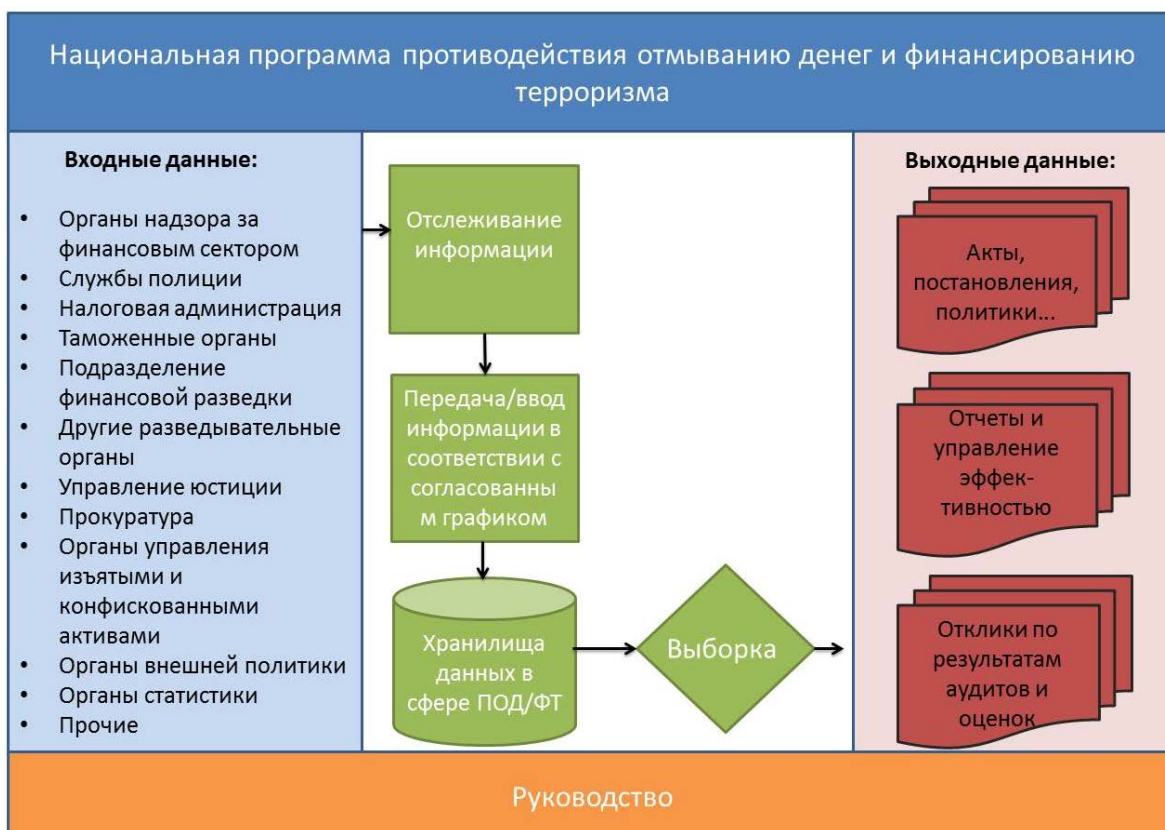 Национальная программа противодействия отмыванию денег и финансированию
терроризма
Входные данные:
• Органы надзора за
финансовым сектором
• Службы полиции
• Налоговая администрация
• Таможенные органы
• Подразделение
финансовой разведки
• Другие разведывательные
органы
• Управление юстиции
• Прокуратура
• Органы управления
изъятыми и
конфискованными
активами
• Органы внешней политики
• Органы статистики
• Прочие
Отслеживание
информации
Передача/ввод
информации в
соответствии с
согласованны
м графиком
Хранилища
данных в
сфере ПОД/ФТ
Выборка
Выходные данные:
Акты,
постановления,
политики...
Отчеты и
управление
эффек-
тивностью
Отклики по
результатам
аудитов и
оценок
Руководство